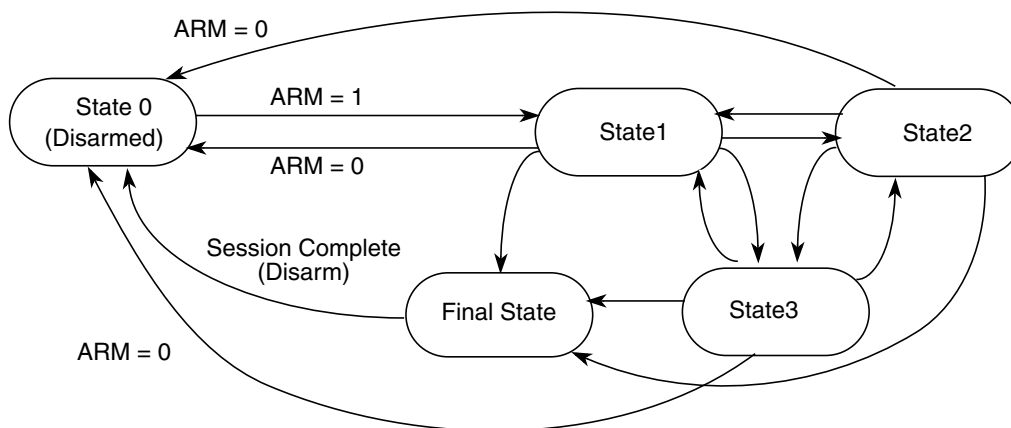 ARM = 0
State 0
(Disarmed)
ARM = 1
State1
State2
ARM = 0
Session Complete
(Disarm)
Final State
State3
ARM = 0